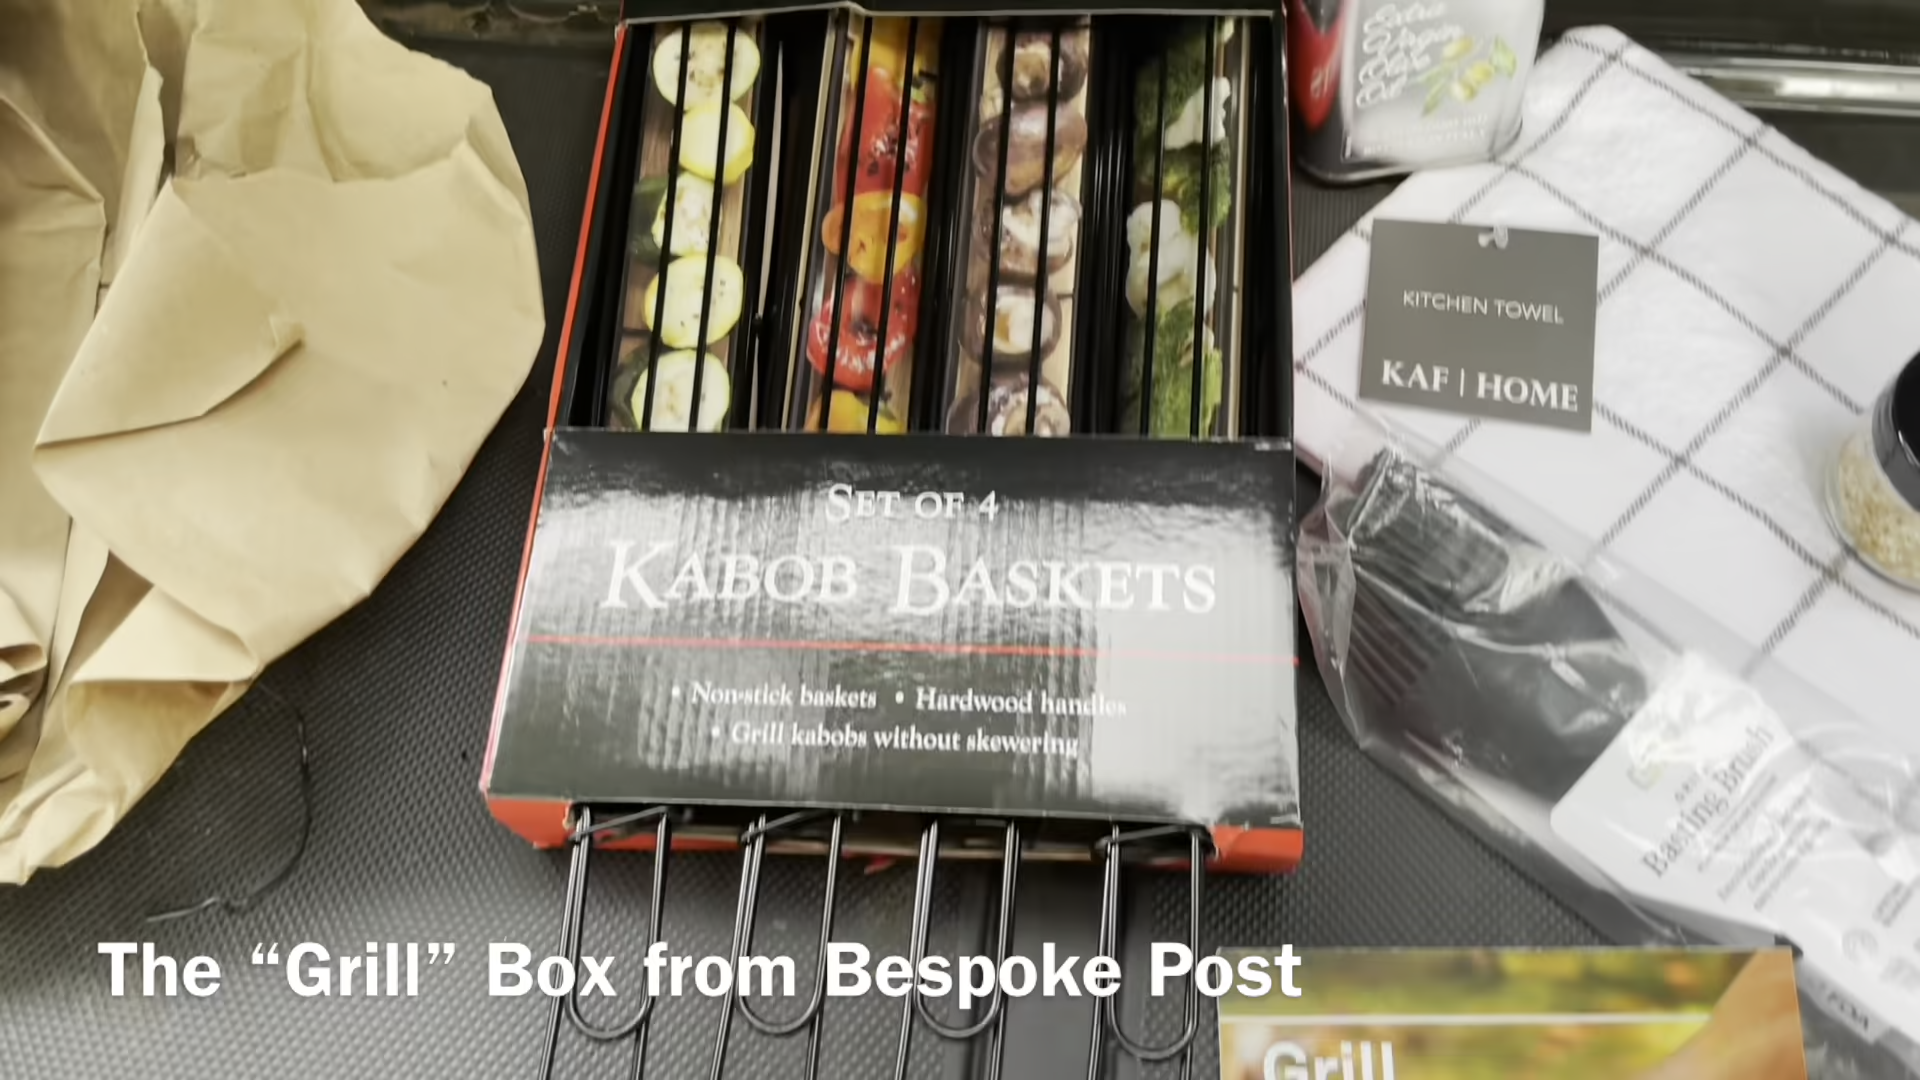 Extra
Virgin
Olive
SET OF 4
KABOB BASKETS
• Non-stick baskets • Hardwood handles
• Grill kabobs without skewering
KITCHEN TOWEL
KAF | HOME
Basting Brush
The “Grill” Box from Bespoke Post
Grill